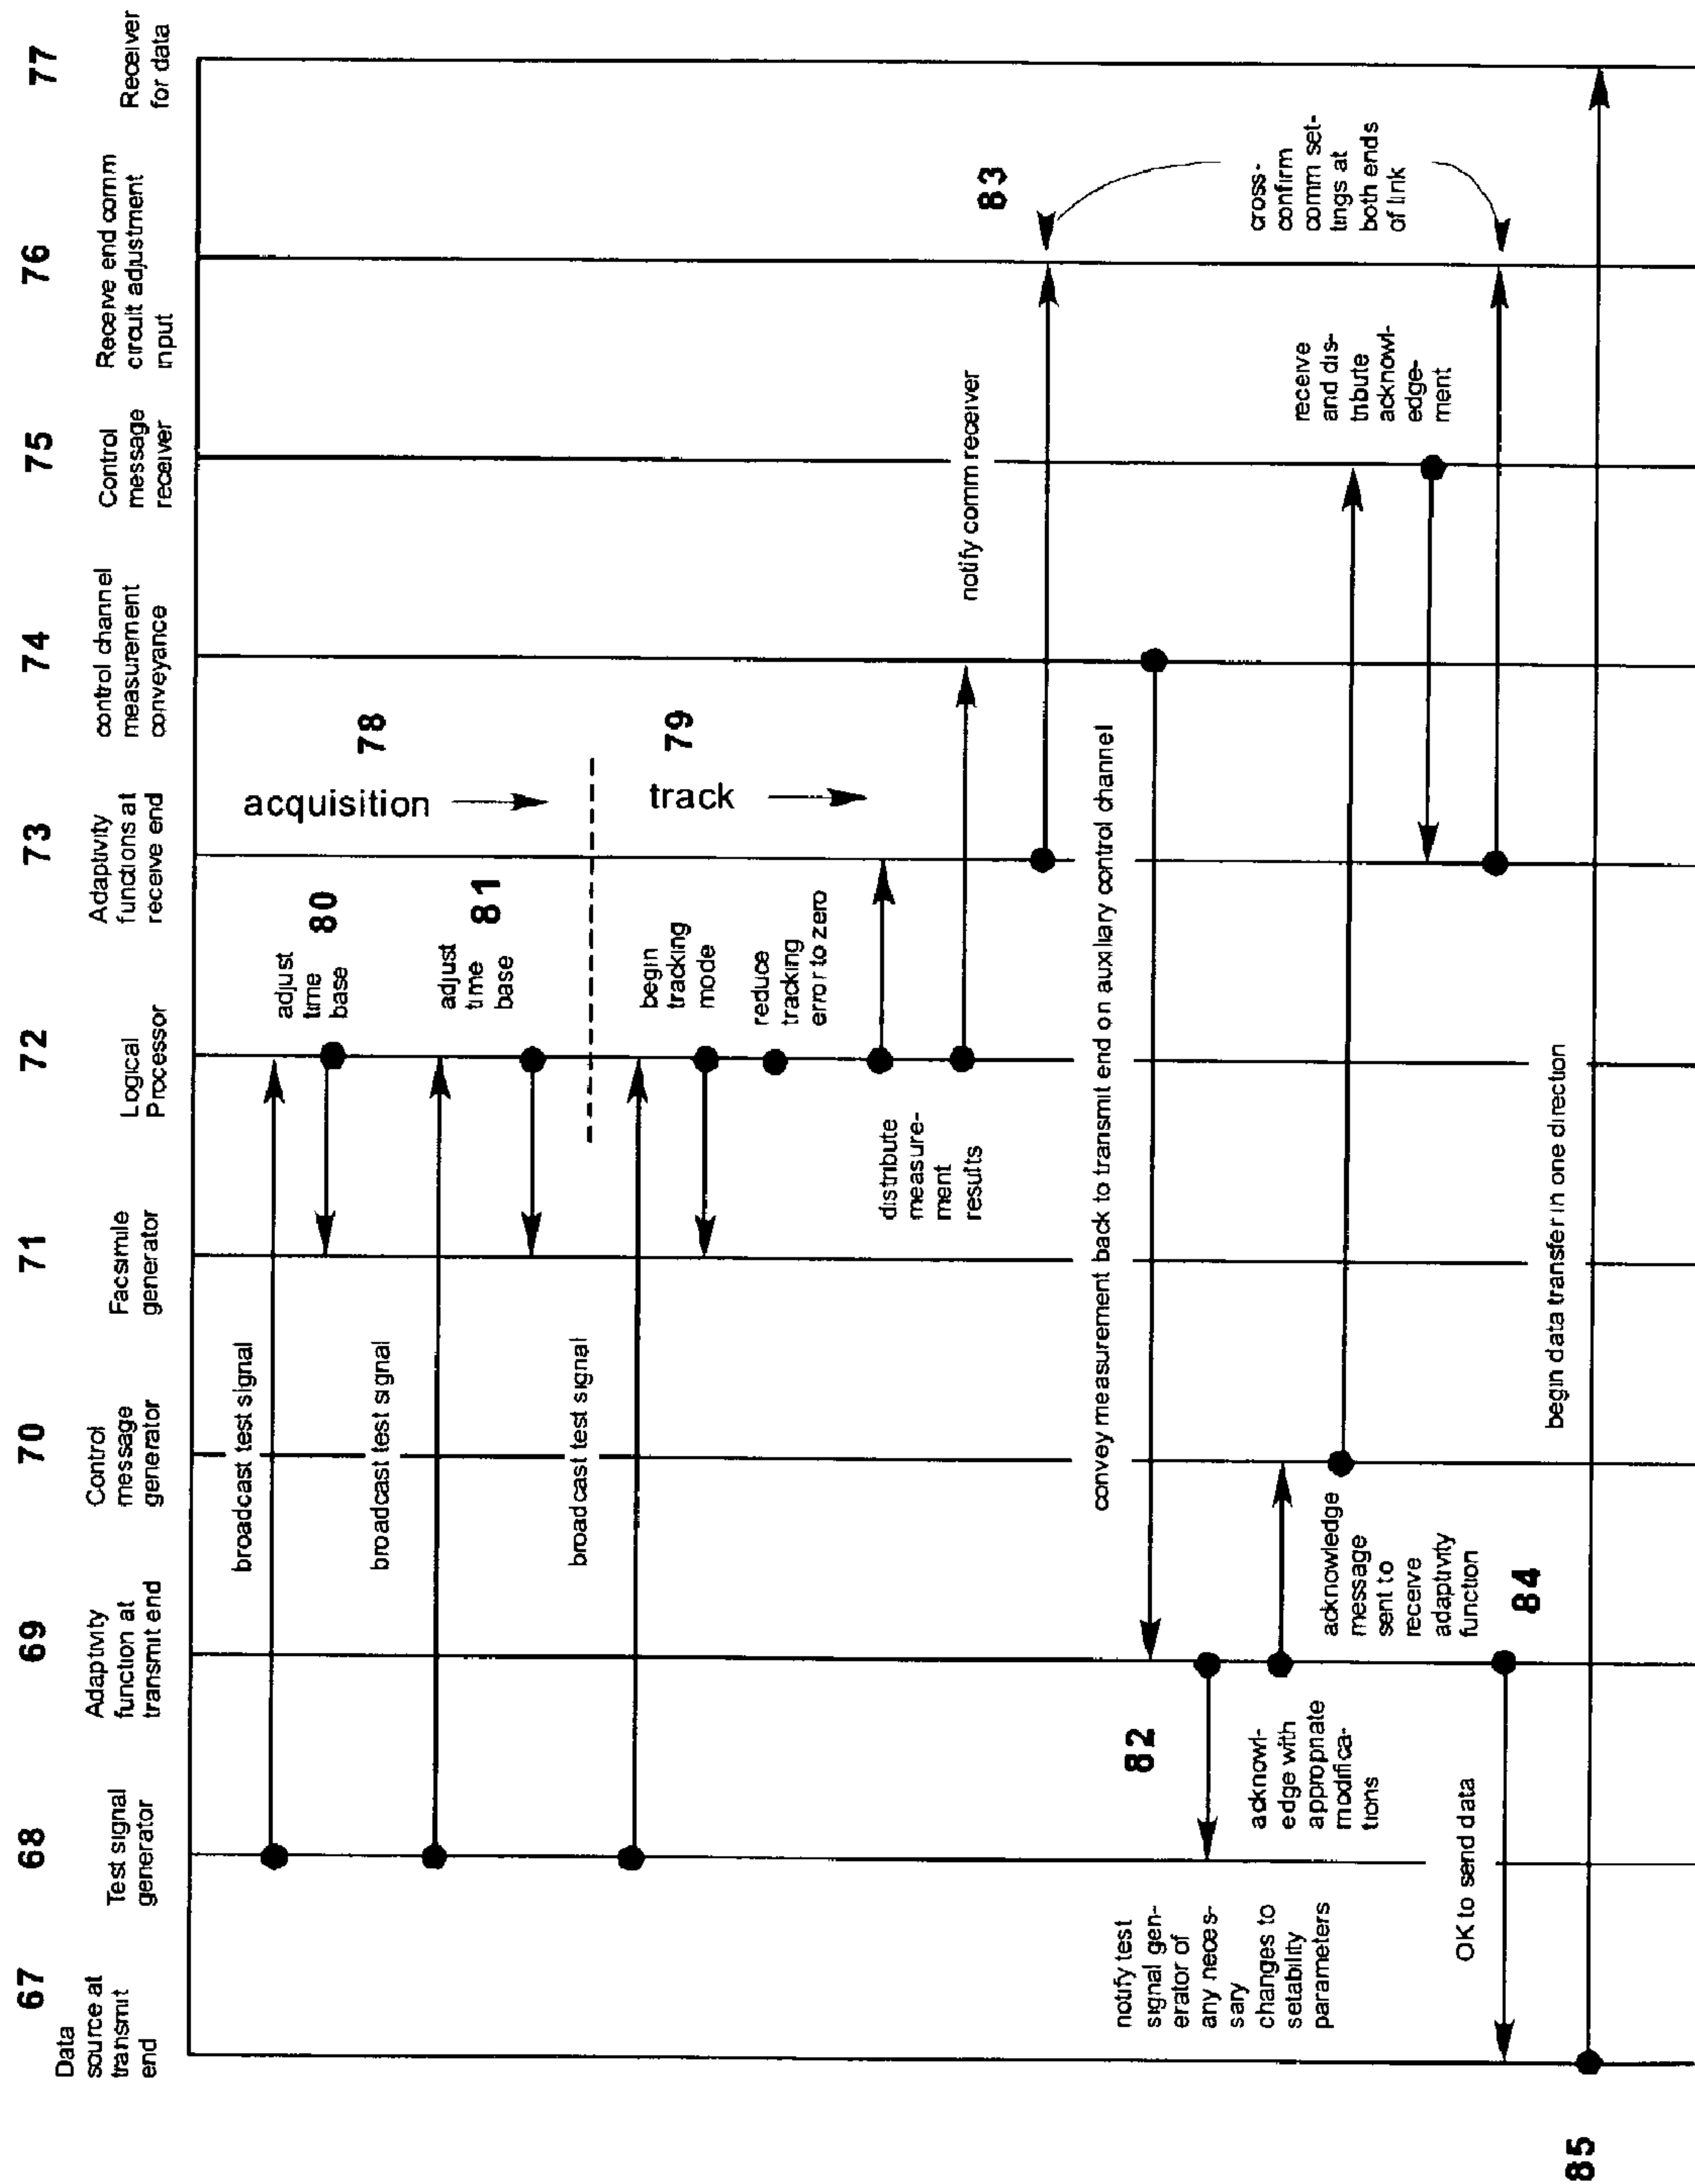 67
Data
source at
transmit
end
68
Test signal
generator
69
Adaptivity
function at
transmit end
70
Control
message
generator
71
Facsimile
generator
72
Logical
Processor
73
Adaptivity
functions at
receive end
74
control channel
measurement
conveyance
75
Control
message
receiver
76
Receive end comm
circuit adjustment
input
77
Receiver
for data
broadcast test signal
adjust
time
base
80
acquisition
78
broadcast test signal
adjust
time
base
81
broadcast test signal
begin
tracking
mode
track
79
reduce
tracking
error to zero
distribute
measure-
ment
results
notify comm receiver
83
convey measurement back to transmit end on auxiliary control channel
82
notify test
signal gen-
erator of
any neces-
sary
changes to
setability
parameters
acknowl-
edge with
appropriate
modifica-
tions
acknowledge
message
sent to
receive
adaptivity
function
receive
and dis-
tribute
acknowl-
edge-
ment
cross-
confirm
comm set-
tings at
both ends
of link
OK to send data
84
begin data transfer in one direction
85